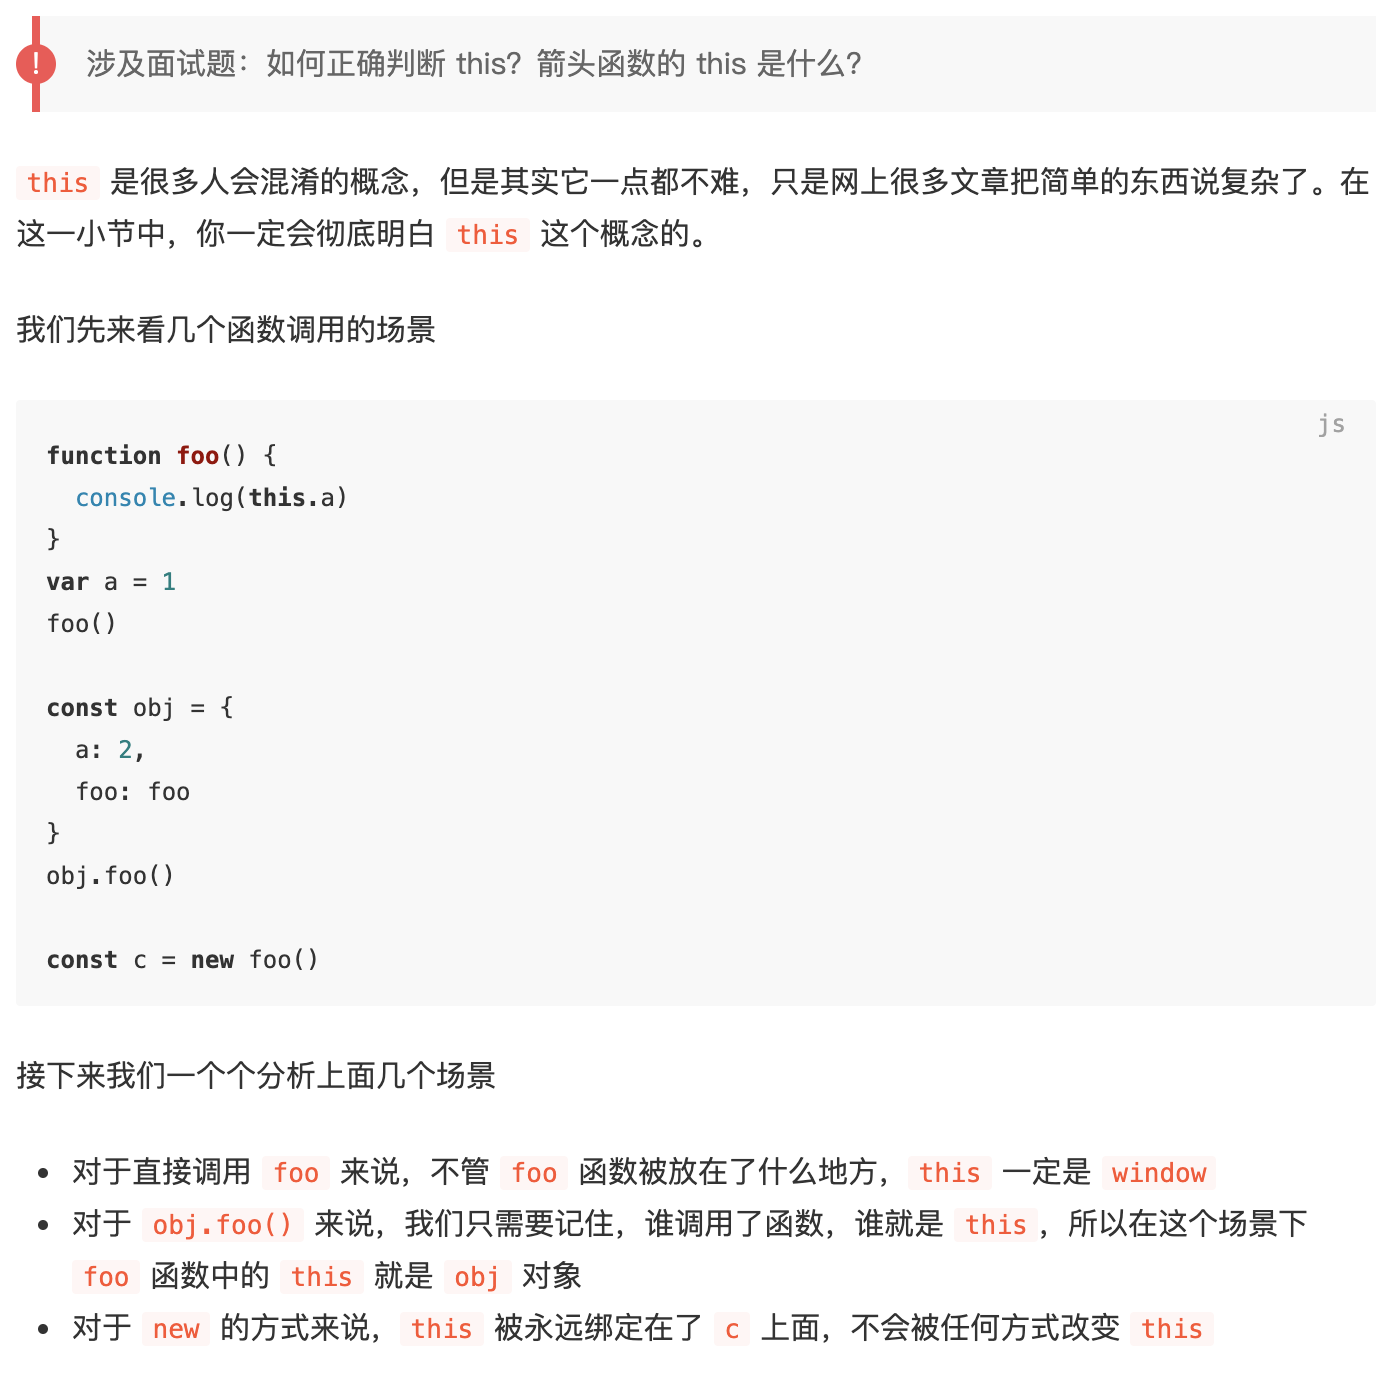 涉及面试题：如何正确判断 this？箭头函数的 this 是什么？
this 是很多人会混淆的概念，但是其实它一点都不难，只是网上很多文章把简单的东西说复杂了。在
这一小节中，你一定会彻底明白 this 这个概念的。
我们先来看几个函数调用的场景
js
function foo() {
  console.log(this.a)
}
var a = 1
foo()

const obj = {
  a: 2,
  foo: foo
}
obj.foo()

const c = new foo()
接下来我们一个个分析上面几个场景
• 对于直接调用 foo 来说，不管 foo 函数被放在了什么地方，this 一定是 window
• 对于 obj.foo() 来说，我们只需要记住，谁调用了函数，谁就是 this，所以在这个场景下
foo 函数中的 this 就是 obj 对象
• 对于 new 的方式来说，this 被永远绑定在了 c 上面，不会被任何方式改变 this